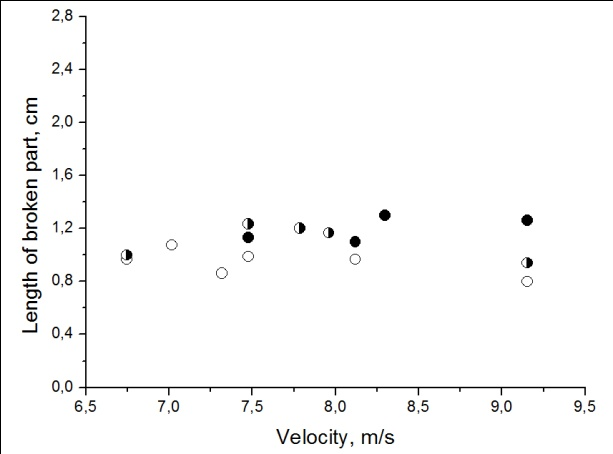 Length of broken part, cm
2,8
2,4
2,0
1,6
1,2
0,8
0,4
0,0
6,5 7,0 7,5 8,0 8,5 9,0 9,5
Velocity, m/s